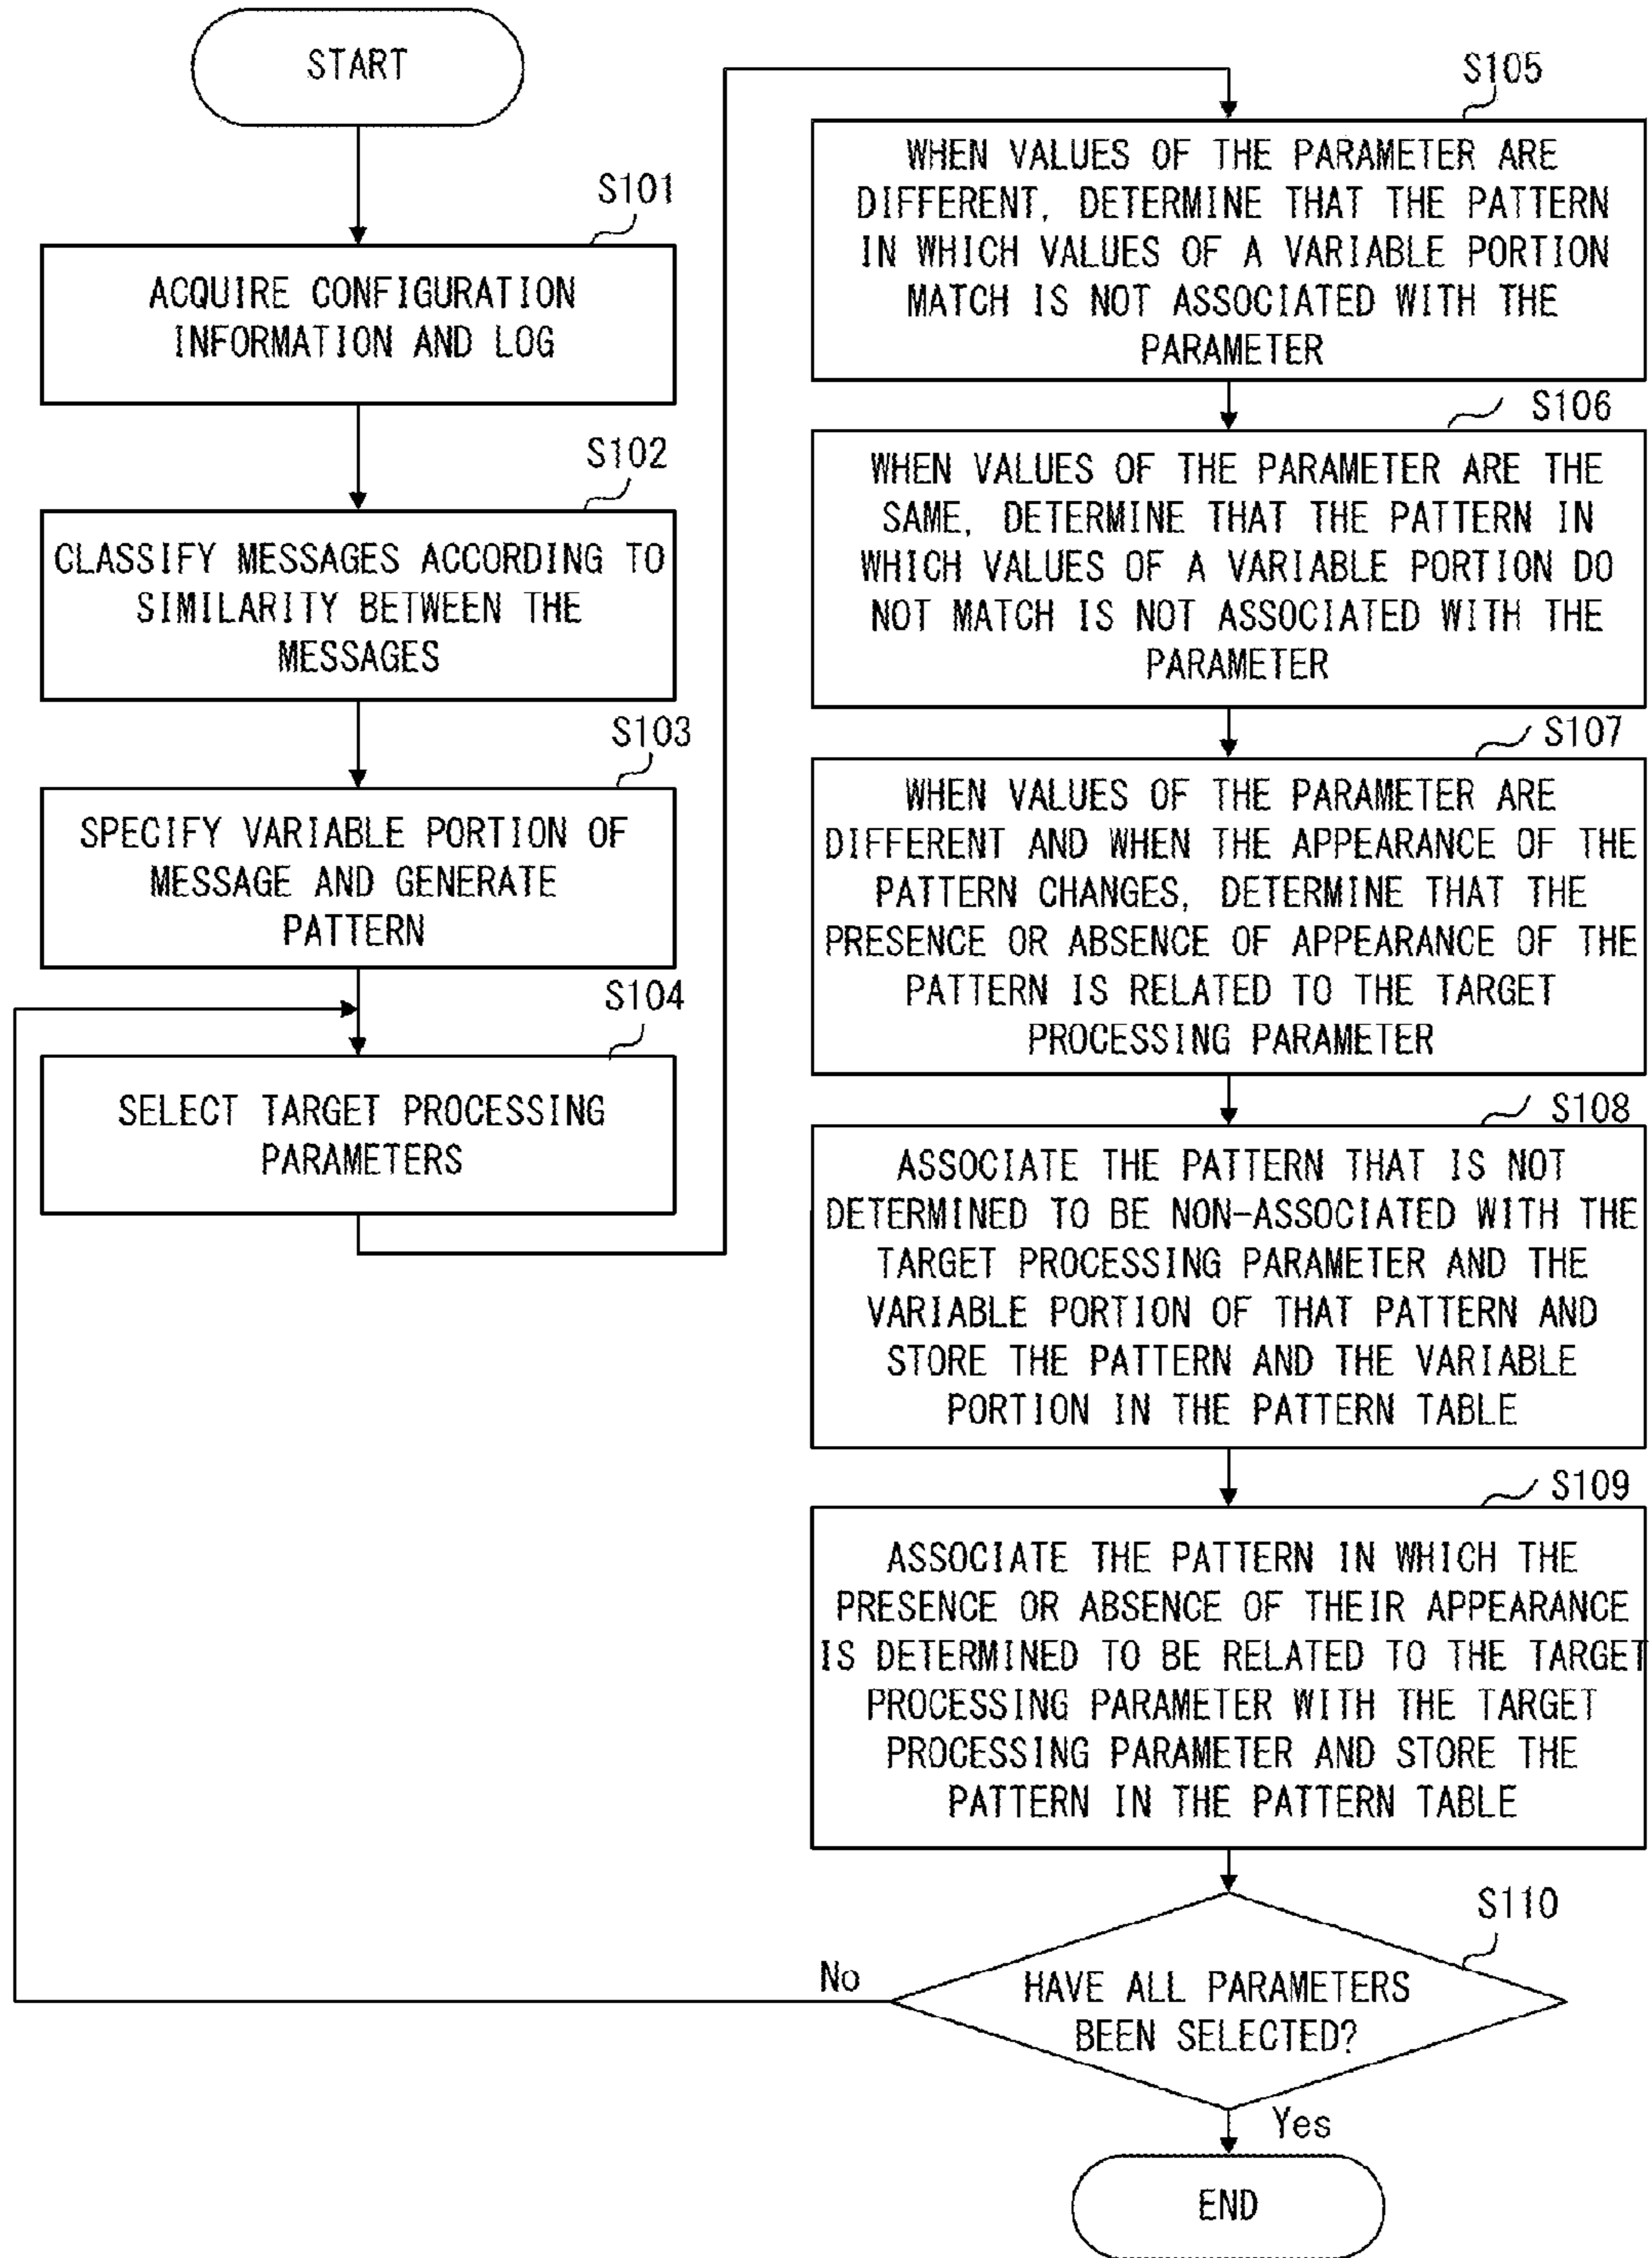 START
S101
ACQUIRE CONFIGURATION
INFORMATION AND LOG
S102
CLASSIFY MESSAGES ACCORDING TO
SIMILARITY BETWEEN THE
MESSAGES
S103
SPECIFY VARIABLE PORTION OF
MESSAGE AND GENERATE
PATTERN
S104
SELECT TARGET PROCESSING
PARAMETERS
S105
WHEN VALUES OF THE PARAMETER ARE
DIFFERENT, DETERMINE THAT THE PATTERN
IN WHICH VALUES OF A VARIABLE PORTION
MATCH IS NOT ASSOCIATED WITH THE
PARAMETER
S106
WHEN VALUES OF THE PARAMETER ARE THE
SAME, DETERMINE THAT THE PATTERN IN
WHICH VALUES OF A VARIABLE PORTION DO
NOT MATCH IS NOT ASSOCIATED WITH THE
PARAMETER
S107
WHEN VALUES OF THE PARAMETER ARE
DIFFERENT AND WHEN THE APPEARANCE OF THE
PATTERN CHANGES, DETERMINE THAT THE
PRESENCE OR ABSENCE OF APPEARANCE OF THE
PATTERN IS RELATED TO THE TARGET
PROCESSING PARAMETER
S108
ASSOCIATE THE PATTERN THAT IS NOT
DETERMINED TO BE NON-ASSOCIATED WITH THE
TARGET PROCESSING PARAMETER AND THE
VARIABLE PORTION OF THAT PATTERN AND
STORE THE PATTERN AND THE VARIABLE
PORTION IN THE PATTERN TABLE
S109
ASSOCIATE THE PATTERN IN WHICH THE
PRESENCE OR ABSENCE OF THEIR APPEARANCE
IS DETERMINED TO BE RELATED TO THE TARGET
PROCESSING PARAMETER WITH THE TARGET
PROCESSING PARAMETER AND STORE THE
PATTERN IN THE PATTERN TABLE
S110
No
HAVE ALL PARAMETERS
BEEN SELECTED?
Yes
END